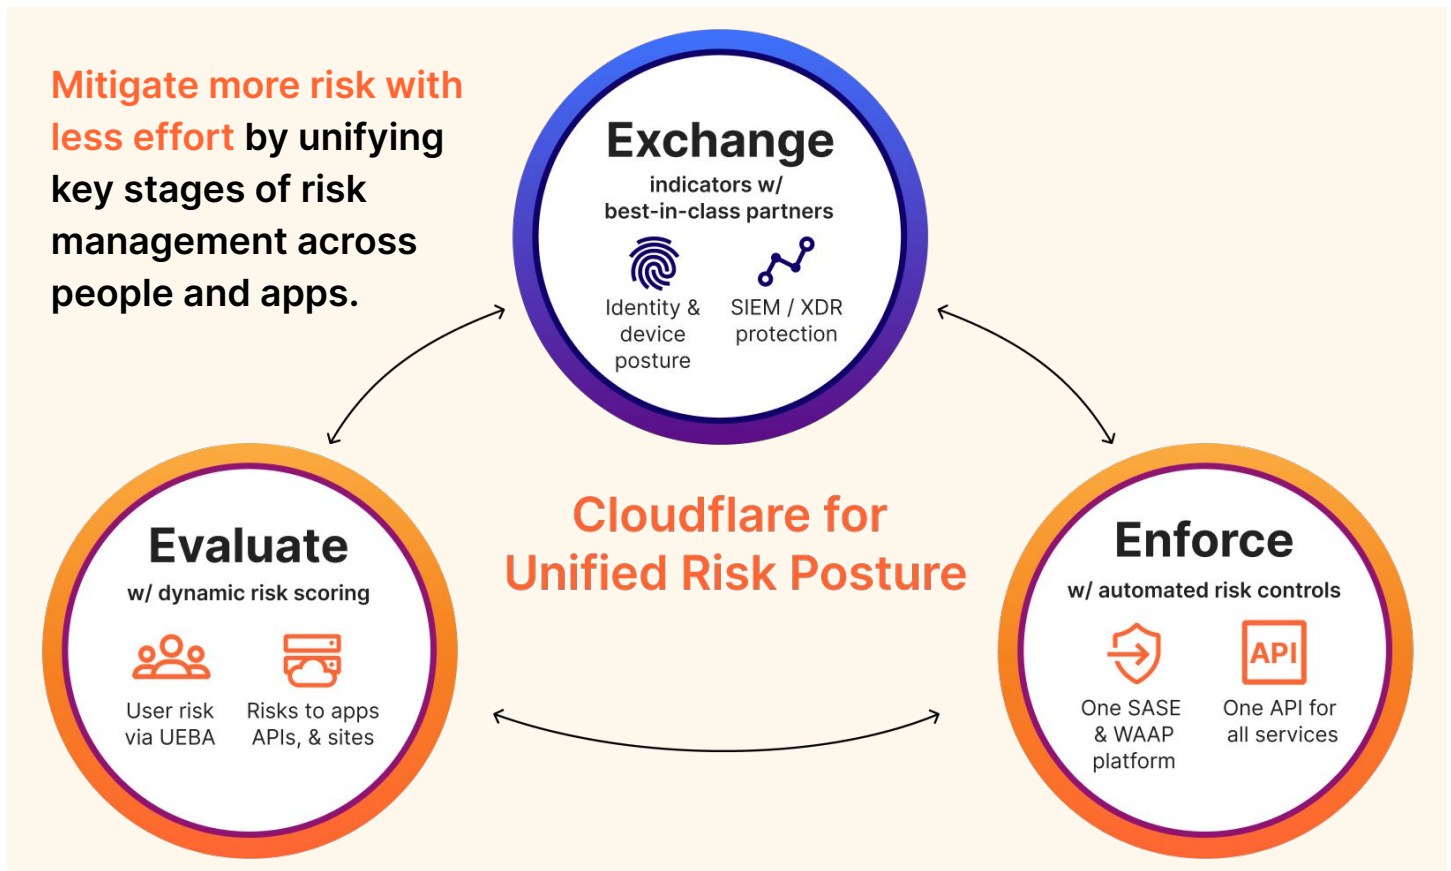 Mitigate more risk with
less effort by unifying
key stages of risk
management across
people and apps.
Exchange
indicators w/
best-in-class partners
Identity &
device
posture
SIEM / XDR
protection
Cloudflare for
Unified Risk Posture
Evaluate
w/ dynamic risk scoring
User risk
via UEBA
Risks to apps
APIs, & sites
Enforce
w/ automated risk controls
One SASE
& WAAP
platform
API
One API for
all services